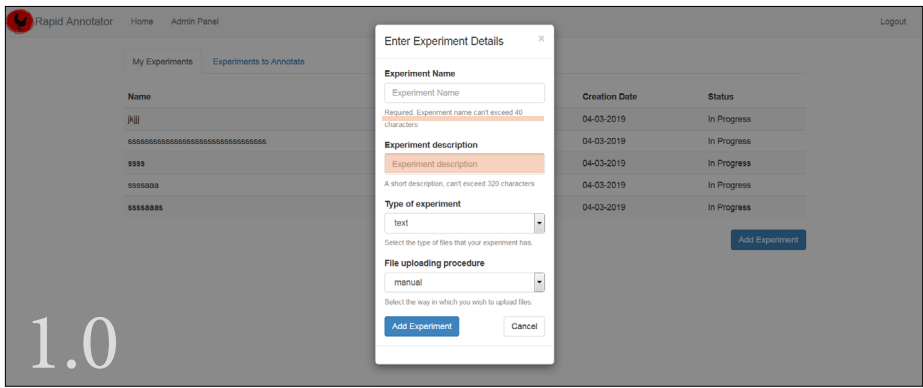 Rapid Annotator Home Admin Panel Logout
My Experiments Experiments to Annotate
Name Creation Date Status
jkjjj 04-03-2019 In Progress
04-03-2019 In Progress
ssss 04-03-2019 In Progress
ssssaaa 04-03-2019 In Progress
ssssaaas 04-03-2019 In Progress
Add Experiment
Enter Experiment Details ×
Experiment Name
Experiment Name
Required. Experiment name can't exceed 40
characters
Experiment description
Experiment description
A short description, can't exceed 320 characters
Type of experiment
text
Select the type of files that your experiment has.
File uploading procedure
manual
Select the way in which you wish to upload files.
Add Experiment Cancel
1.0